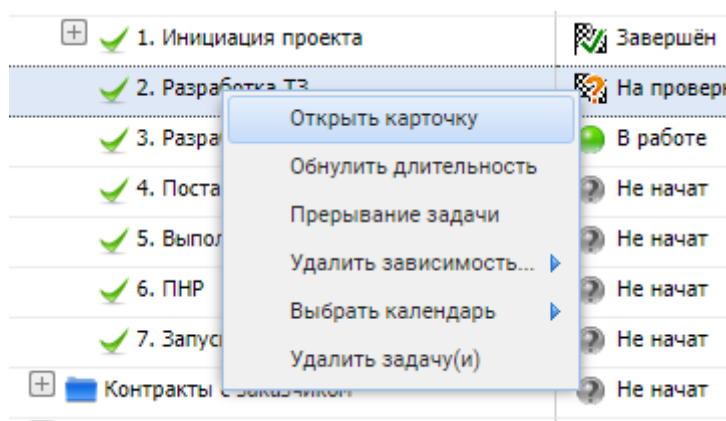 1. Инициация проекта Завершён
2. Разработка ТЗ На проверк
Открыть карточку
3. Разра В работе
Обнулить длительность
4. Поста Не начат
Прерывание задачи
5. Выпол Не начат
Удалить зависимость...
6. ПНР Не начат
Выбрать календарь
7. Запус Не начат
Удалить задачу(и)
Контракты с заказчиком Не начат